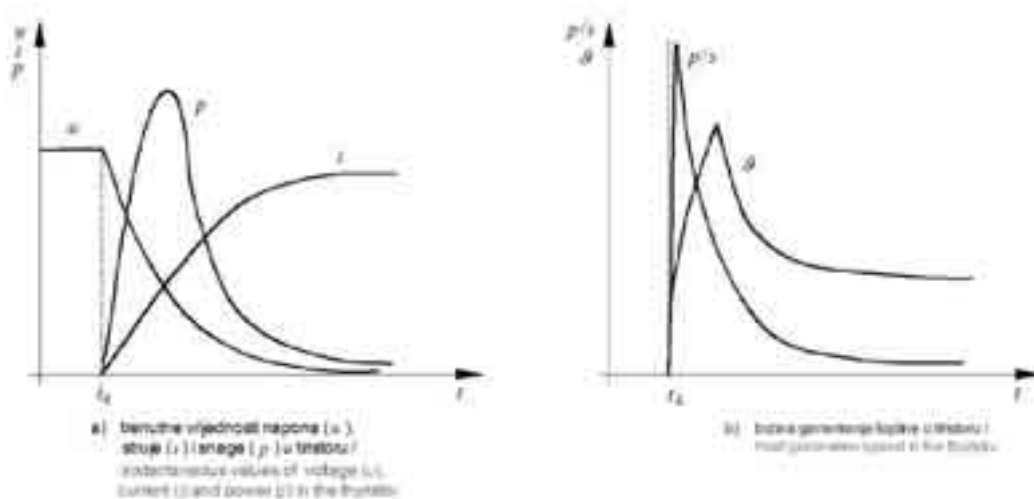 u
i
p
u
p
i
t
a) trenutne vrijednosti napona (u),
struje (i) i snage (p) u tiristoru /
instantaneous values of voltage (u),
current (i) and power (p) in the thyristor
p/s
ϑ
p/s
ϑ
t
b) brzina generiranja topline u tiristoru /
heat generation speed in the thyristor